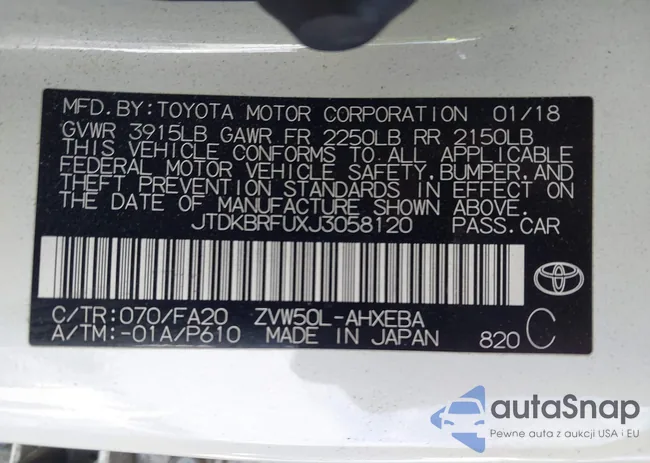 MFD. BY: TOYOTA MOTOR CORPORATION 01/18
GVWR 3915LB GAWR FR 2250LB RR 2150LB
THIS VEHICLE CONFORMS TO ALL APPLICABLE
FEDERAL MOTOR VEHICLE SAFETY, BUMPER, AND
THEFT PREVENTION STANDARDS IN EFFECT ON
THE DATE OF MANUFACTURE SHOWN ABOVE.
JTDKBRFUXJ3058120 PASS. CAR
C/TR: 070/FA20 ZVW50L-AHXEBA
A/TM: -01A/P610 MADE IN JAPAN 820 C
autaSnap
Pewne auta z aukcji USA i EU